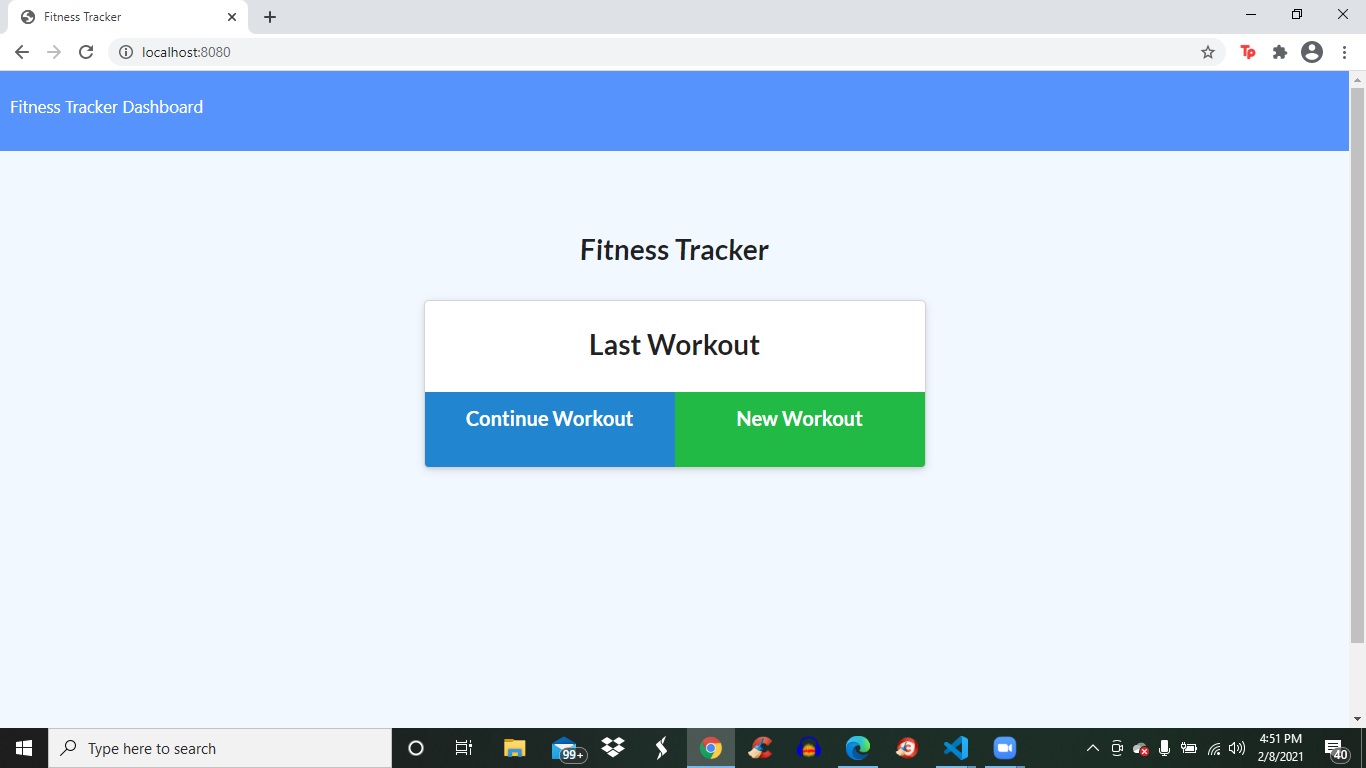 Fitness Tracker
localhost:8080
Tp
Fitness Tracker Dashboard
Fitness Tracker
Last Workout
Continue Workout
New Workout
Type here to search
99+
4:51 PM
2/8/2021
40